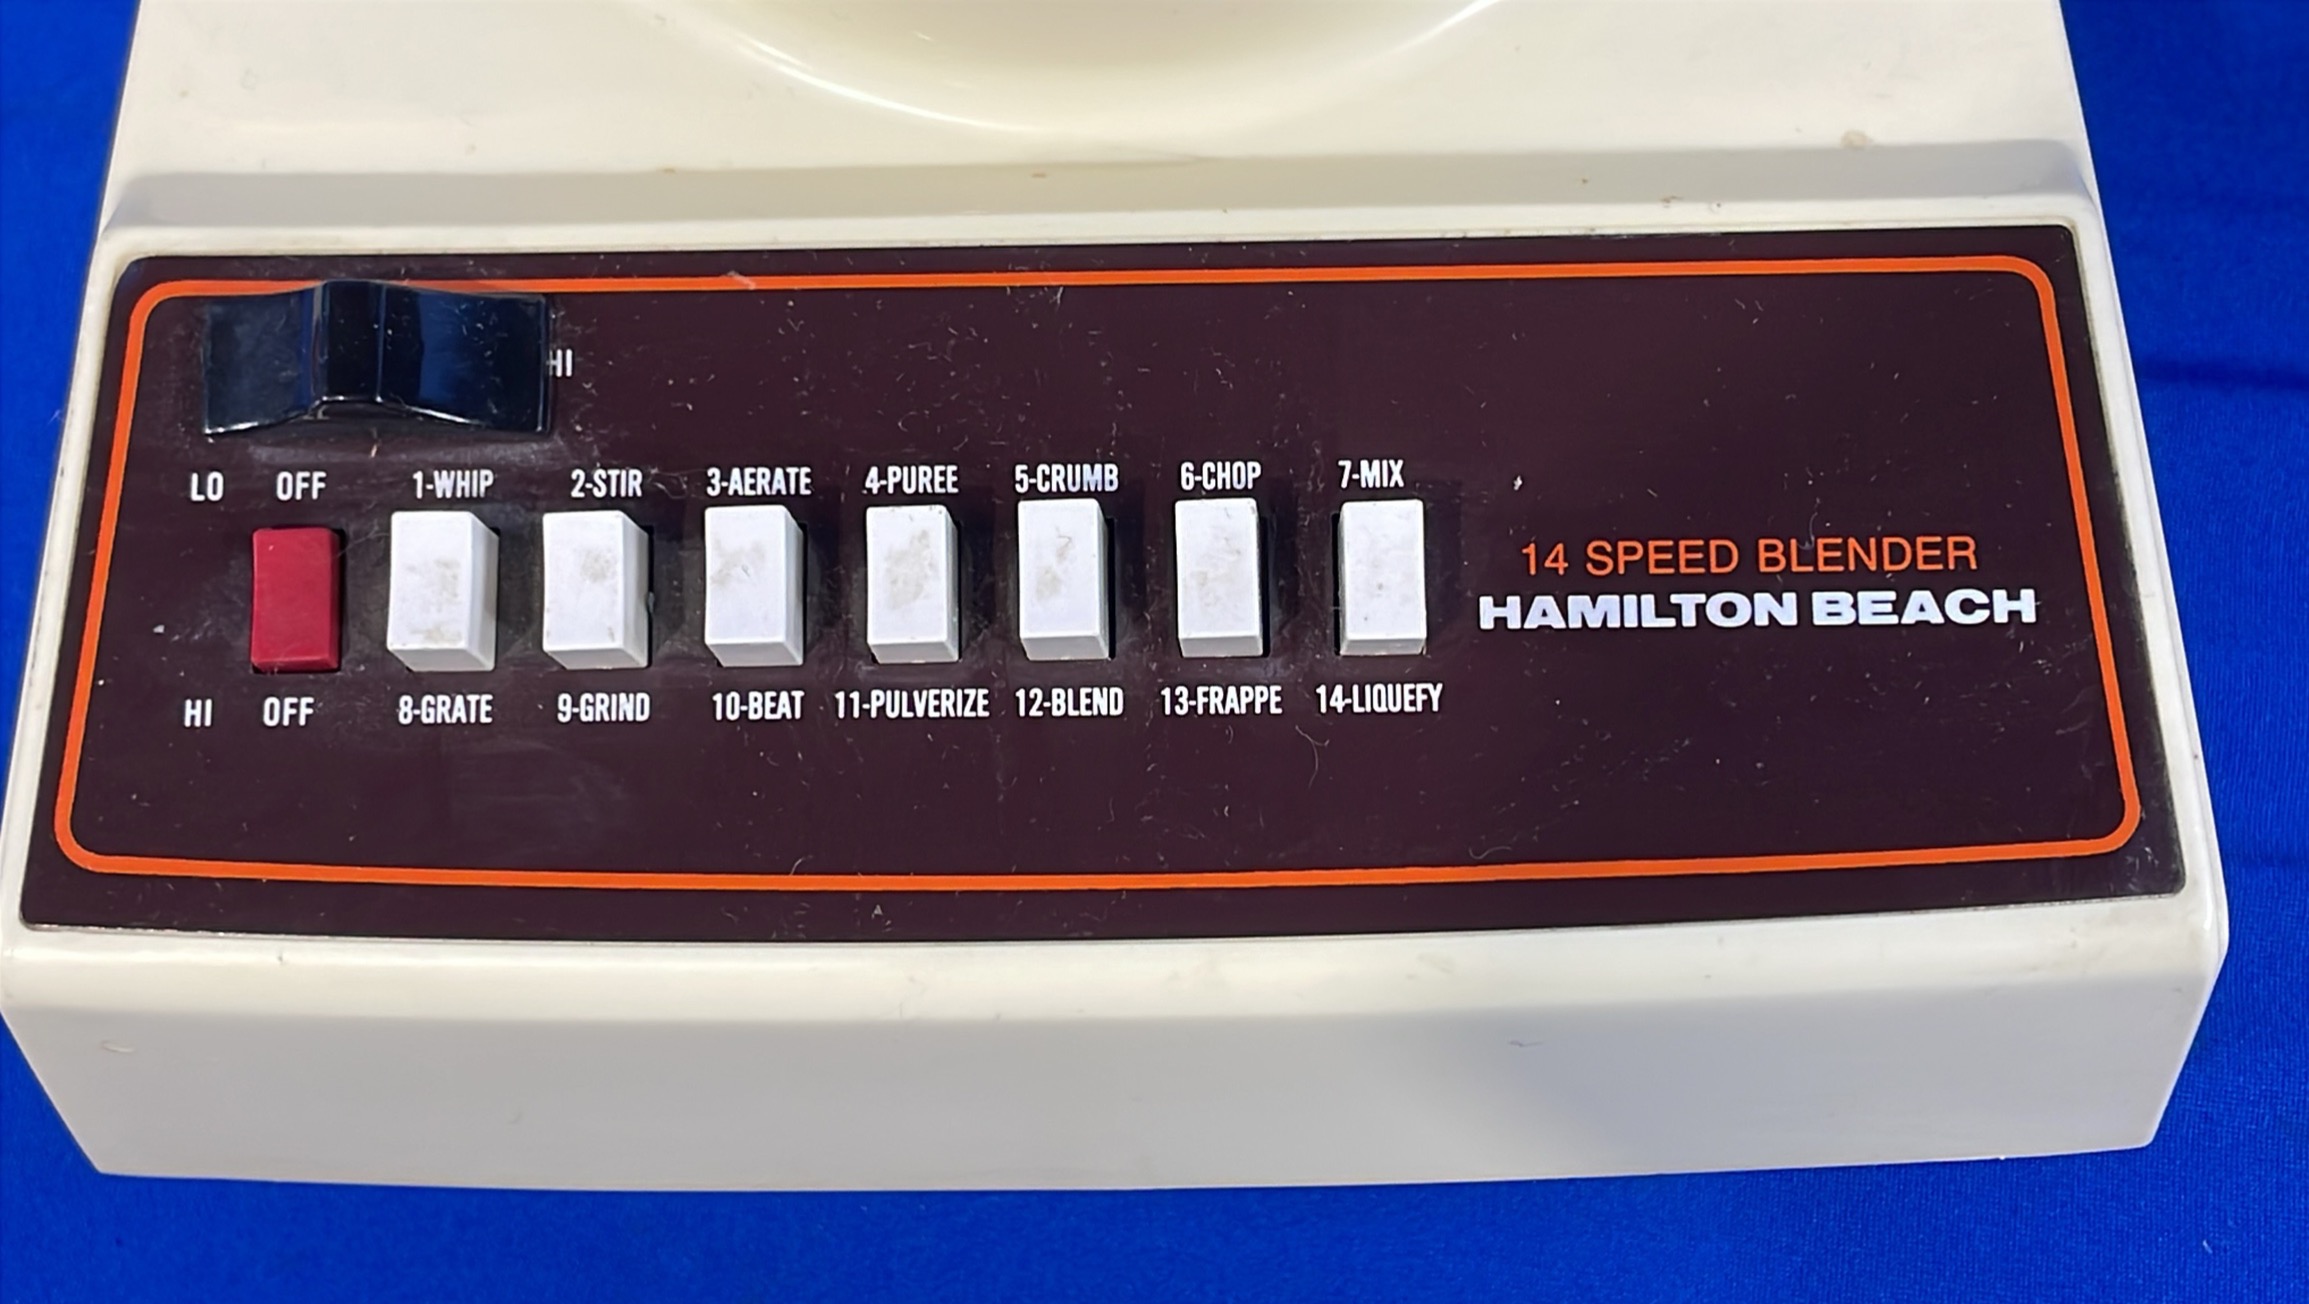 HI
LO OFF 1-WHIP 2-STIR 3-AERATE 4-PUREE 5-CRUMB 6-CHOP 7-MIX
14 SPEED BLENDER
HAMILTON BEACH
HI OFF 8-GRATE 9-GRIND 10-BEAT 11-PULVERIZE 12-BLEND 13-FRAPPE 14-LIQUEFY